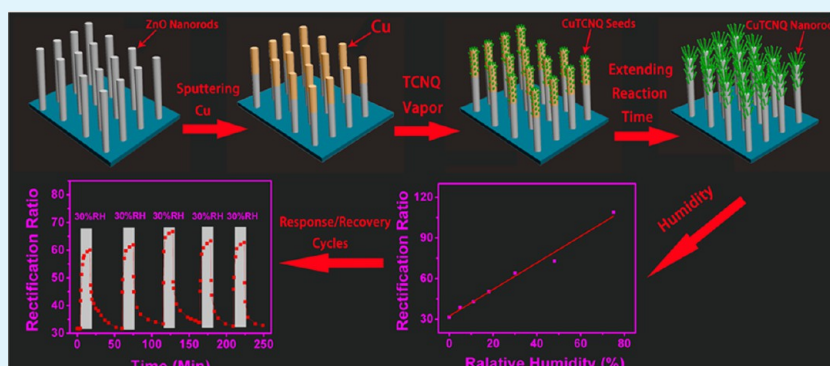 ZnO Nanorods
Sputtering
Cu
Cu
TCNQ
Vapor
CuTCNQ Seeds
Extending
Reaction
Time
CuTCNQ Nanorods
Humidity
Rectification Ratio
80
70
60
50
40
30
30%RH 30%RH 30%RH 30%RH 30%RH
0 50 100 150 200 250
Time (Min)
Response/Recovery
Cycles
Rectification Ratio
120
90
60
30
0 20 40 60 80
Ralative Humidity (%)